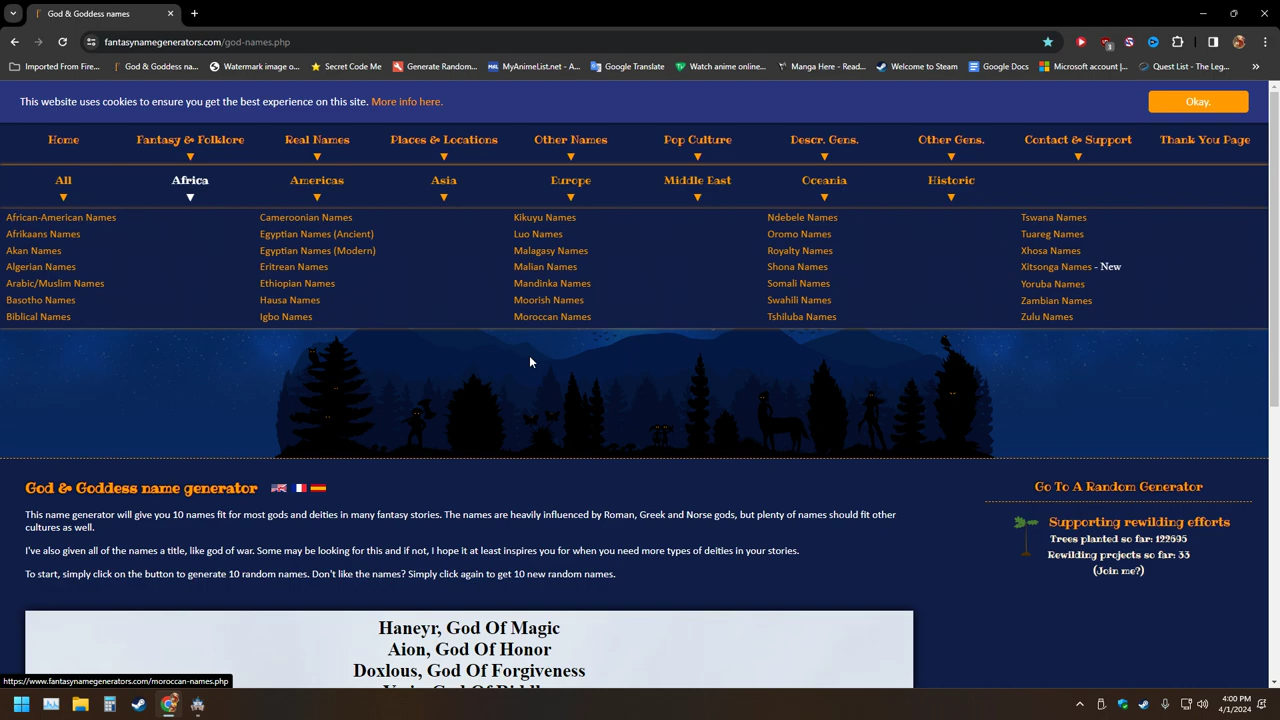 God & Goddess names
fantasynamegenerators.com/god-names.php
3
Imported From Fire...
God & Goddess na...
Watermark image o...
Secret Code Me
Generate Random...
MAL
MyAnimeList.net - A...
Google Translate
Watch anime online...
Manga Here - Read...
Welcome to Steam
Google Docs
Microsoft account |...
Quest List - The Leg...
This website uses cookies to ensure you get the best experience on this site. More info here.
Okay.
Home
Fantasy & Folklore
Real Names
Places & Locations
Other Names
Pop Culture
Descr. Gens.
Other Gens.
Contact & Support
Thank You Page
All
Africa
Americas
Asia
Europe
Middle East
Oceania
Historic
African-American Names
Afrikaans Names
Akan Names
Algerian Names
Arabic/Muslim Names
Basotho Names
Biblical Names
Cameroonian Names
Egyptian Names (Ancient)
Egyptian Names (Modern)
Eritrean Names
Ethiopian Names
Hausa Names
Igbo Names
Kikuyu Names
Luo Names
Malagasy Names
Malian Names
Mandinka Names
Moorish Names
Moroccan Names
Ndebele Names
Oromo Names
Royalty Names
Shona Names
Somali Names
Swahili Names
Tshiluba Names
Tswana Names
Tuareg Names
Xhosa Names
Xitsonga Names - New
Yoruba Names
Zambian Names
Zulu Names
God & Goddess name generator
This name generator will give you 10 names fit for most gods and deities in many fantasy stories. The names are heavily influenced by Roman, Greek and Norse gods, but plenty of names should fit other
cultures as well.
I've also given all of the names a title, like god of war. Some may be looking for this and if not, I hope it at least inspires you for when you need more types of deities in your stories.
To start, simply click on the button to generate 10 random names. Don't like the names? Simply click again to get 10 new random names.
Haneyr, God Of Magic
Aion, God Of Honor
Doxlous, God Of Forgiveness
Go To A Random Generator
Supporting rewilding efforts
Trees planted so far: 122695
Rewilding projects so far: 33
(Join me?)
https://www.fantasynamegenerators.com/moroccan-names.php
4:00 PM
4/1/2024